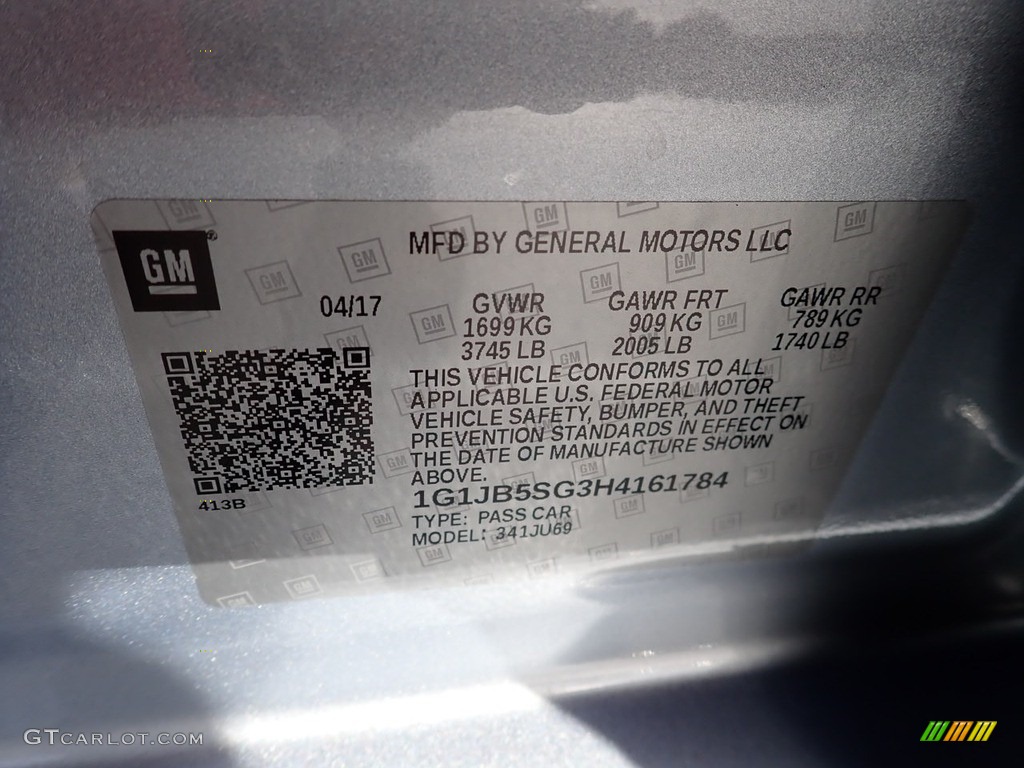 GM®
MFD BY GENERAL MOTORS LLC
04/17
GVWR GAWR FRT GAWR RR
1699 KG 909 KG 789 KG
3745 LB 2005 LB 1740 LB
THIS VEHICLE CONFORMS TO ALL
APPLICABLE U.S. FEDERAL MOTOR
VEHICLE SAFETY, BUMPER, AND THEFT
PREVENTION STANDARDS IN EFFECT ON
THE DATE OF MANUFACTURE SHOWN
ABOVE.
1G1JB5SG3H4161784
TYPE: PASS CAR
MODEL: 341JU69
413B
GTCARLOT.COM